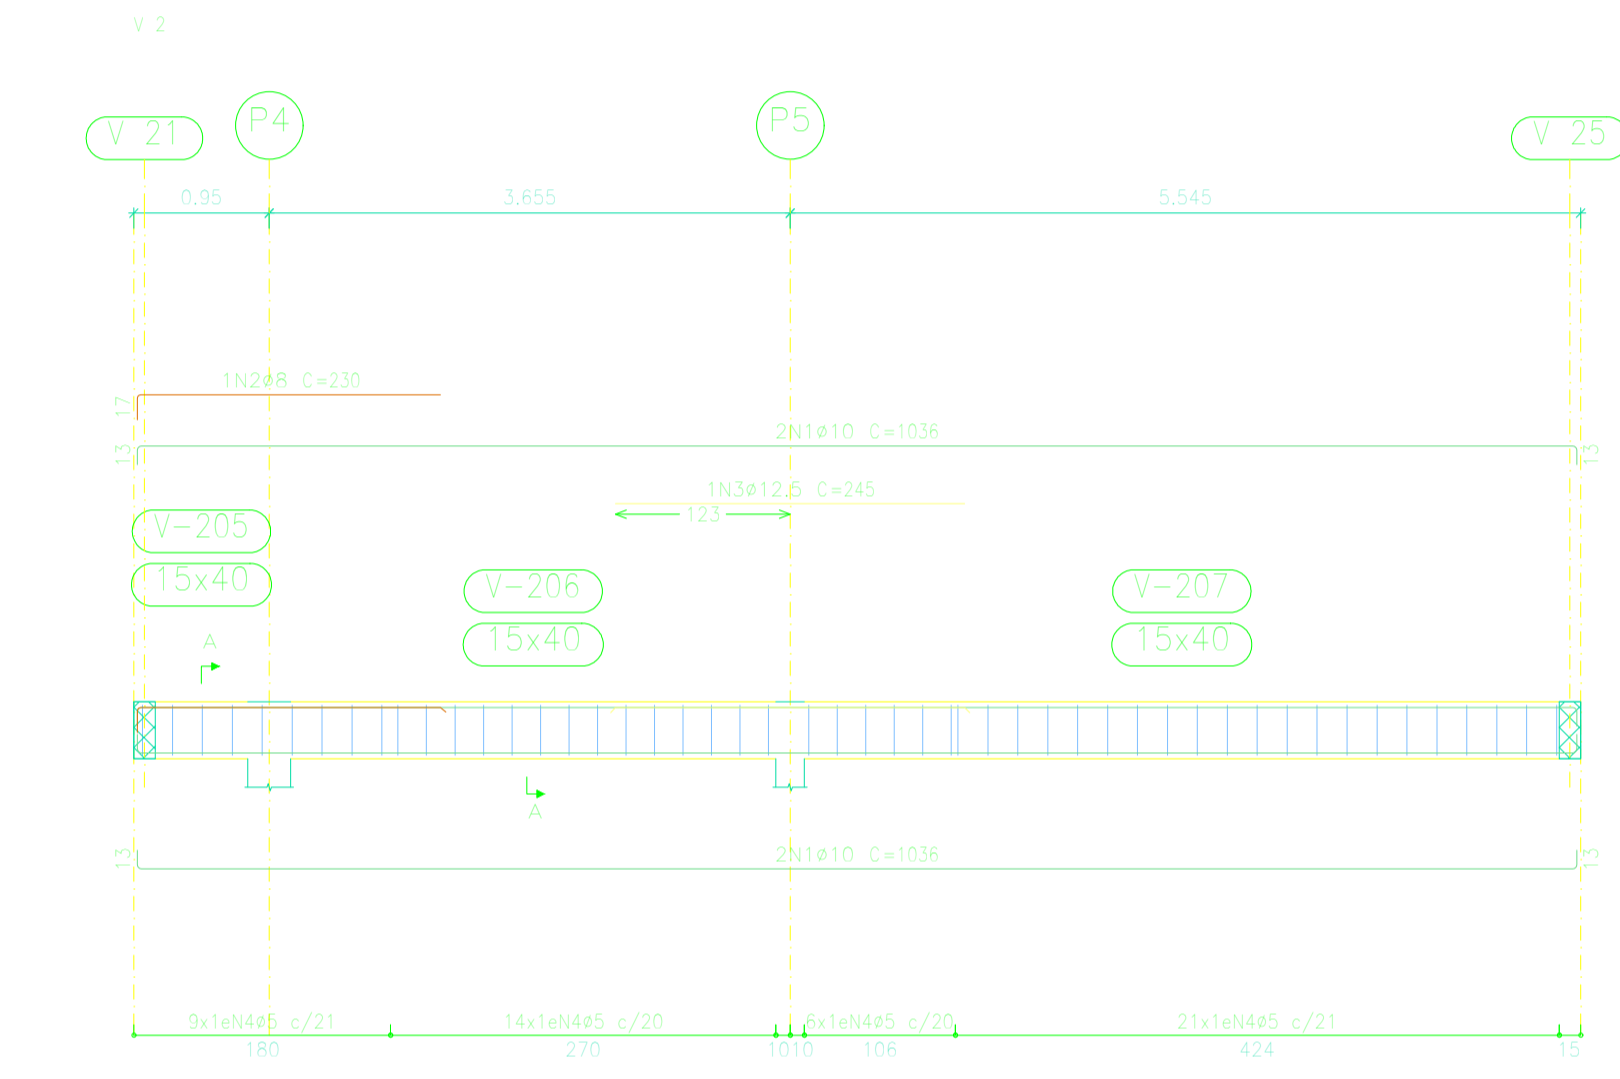 V 2
V 21
P4
P5
V 25
0.95
3.655
5.545
1N2ø8 C=230
17
2N1ø10 C=1036
13
13
1N3ø12.5 C=245
123
V-205
15x40
V-206
15x40
V-207
15x40
A
A
2N1ø10 C=1036
13
13
9x1eN4ø5 c/21
14x1eN4ø5 c/20
6x1eN4ø5 c/20
21x1eN4ø5 c/21
180
270
1010
106
424
15